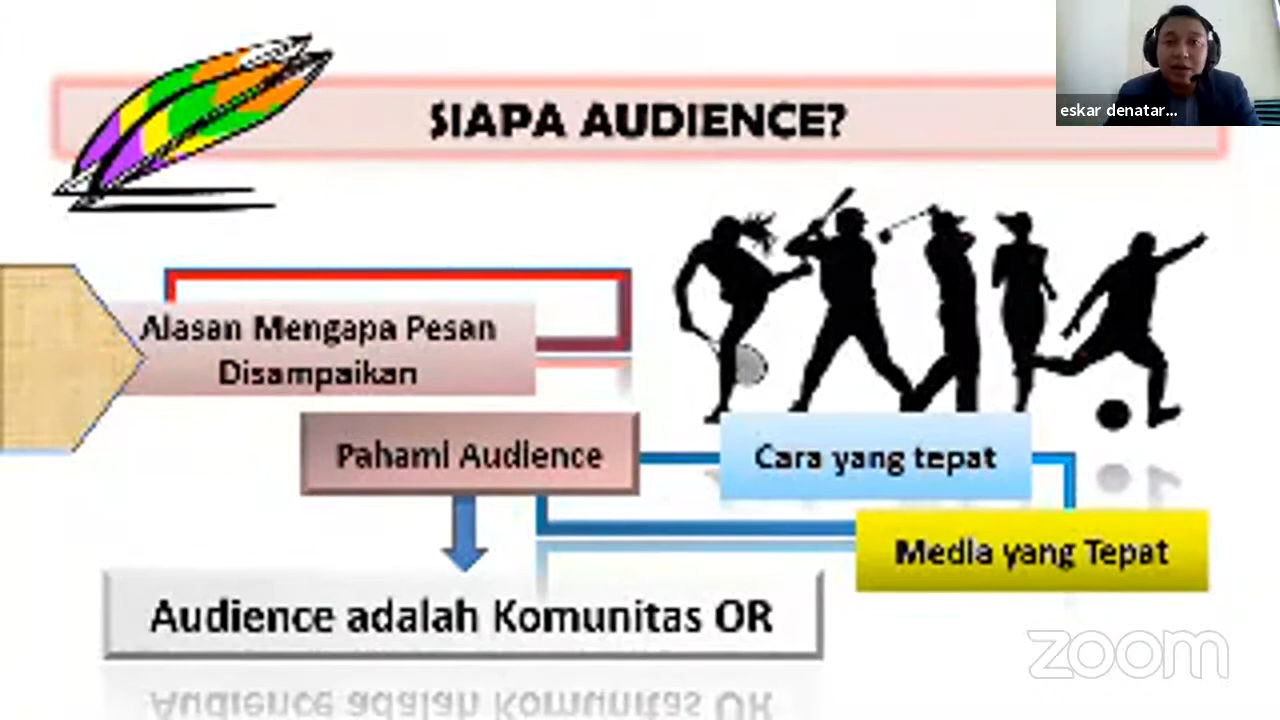 SIAPA AUDIENCE?
eskar denatar...
Alasan Mengapa Pesan
Disampaikan
Pahami Audience
Cara yang tepat
Media yang Tepat
Audience adalah Komunitas OR
zoom